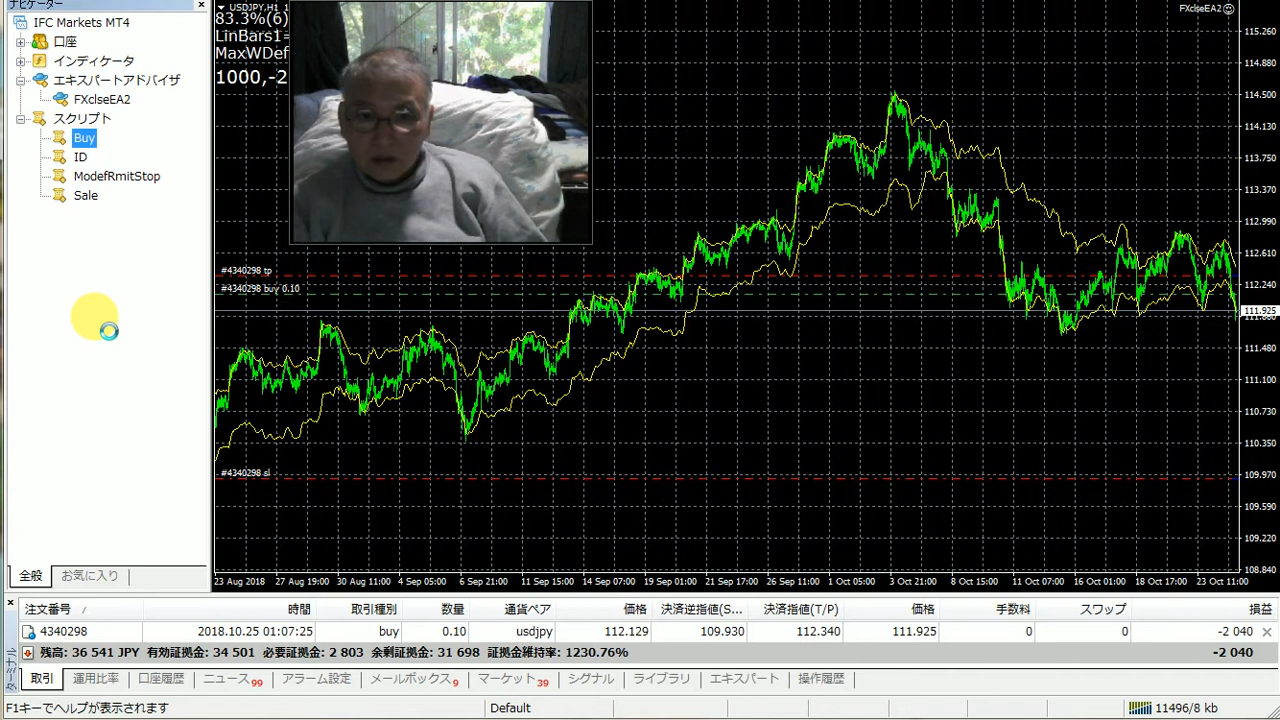 ナビゲーター
IFC Markets MT4
口座
インディケータ
エキスパートアドバイザ
FXclseEA2
スクリプト
Buy
ID
ModefRmitStop
Sale
全般
お気に入り
USDJPY,H1
83.3%(6)
LinBars1=
MaxWDef
1000,-2
FXclseEA2
#4340298 tp
#4340298 buy 0.10
#4340298 sl
115.260
114.880
114.500
113.750
113.370
112.990
112.610
112.240
111.925
111.480
111.100
110.730
110.350
109.970
109.590
109.220
108.840
23 Aug 2018
27 Aug 19:00
30 Aug 11:00
4 Sep 05:00
6 Sep 21:00
11 Sep 15:00
14 Sep 07:00
19 Sep 01:00
21 Sep 17:00
26 Sep 11:00
1 Oct 05:00
3 Oct 21:00
8 Oct 15:00
11 Oct 07:00
16 Oct 01:00
18 Oct 17:00
23 Oct 11:00
注文番号 / 時間 取引種別 数量 通貨ペア 価格 決済逆指値(S... 決済指値(T/P) 価格 手数料 スワップ 損益
4340298 2018.10.25 01:07:25 buy 0.10 usdjpy 112.129 109.930 112.340 111.925 0 0 -2 040
残高: 36 541 JPY 有効証拠金: 34 501 必要証拠金: 2 803 余剰証拠金: 31 698 証拠金維持率: 1230.76% -2 040
ターミナル
取引 運用比率 口座履歴 ニュース99 アラーム設定 メールボックス9 マーケット39 シグナル ライブラリ エキスパート 操作履歴
F1キーでヘルプが表示されます Default 11496/8 kb